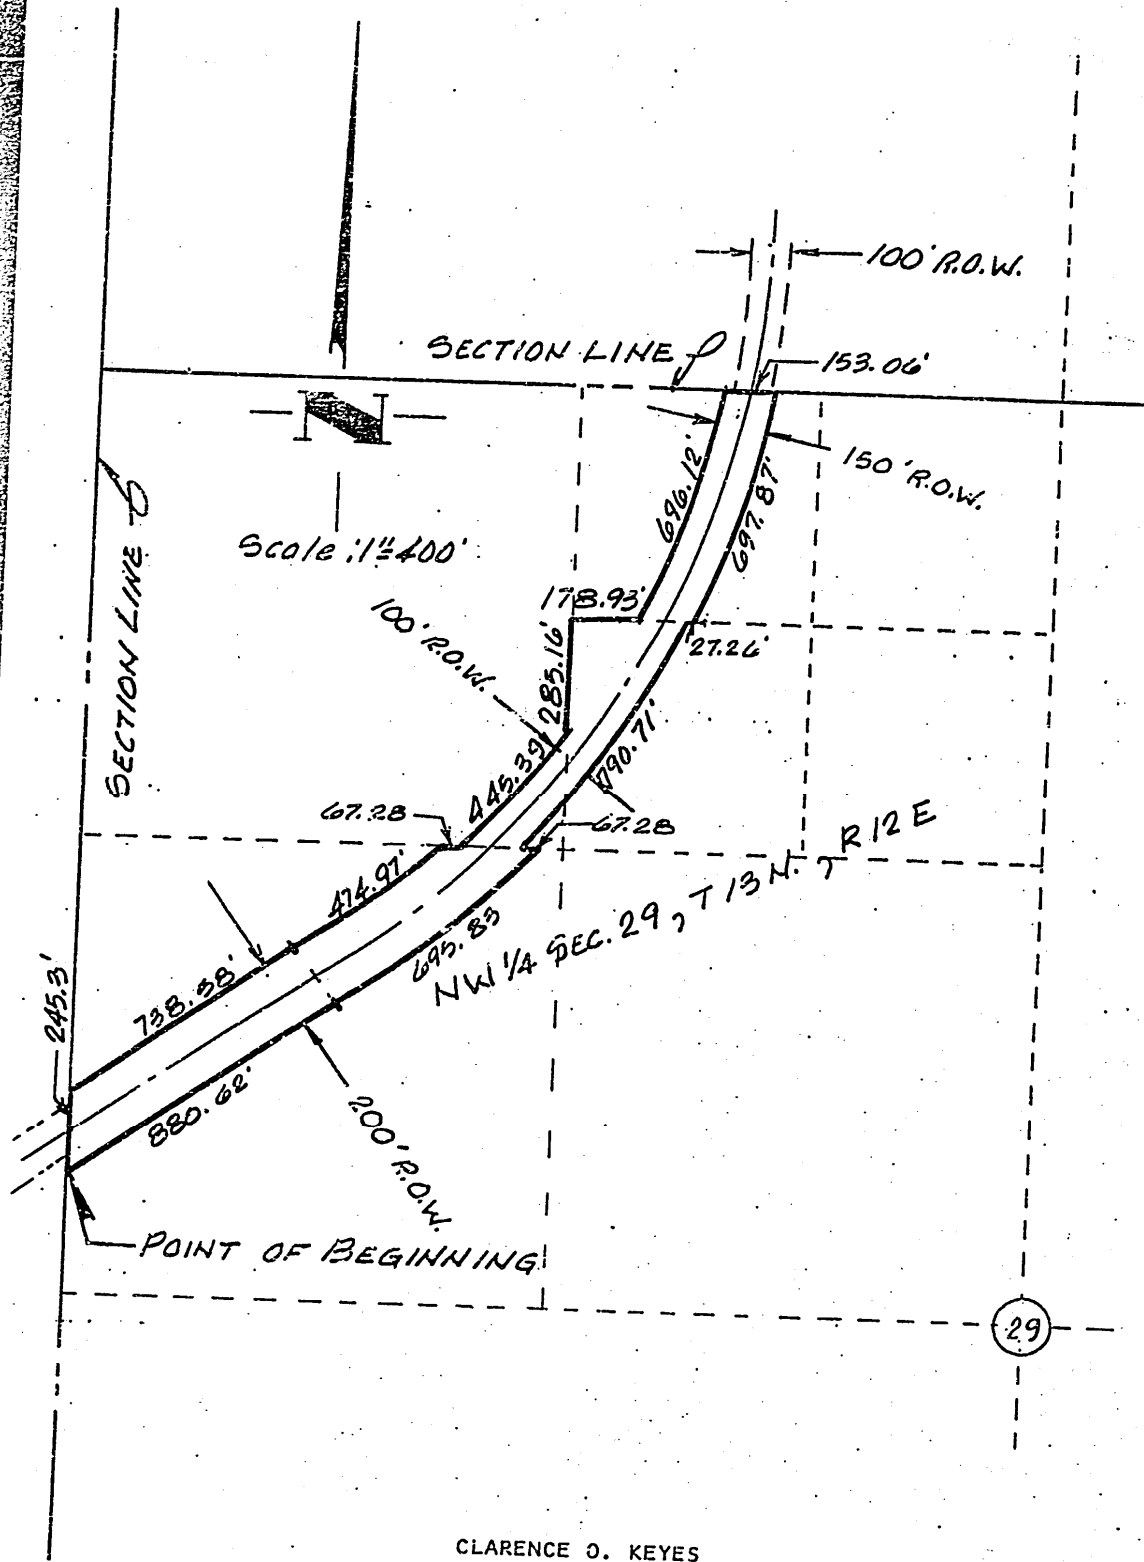 100' R.O.W.
SECTION LINE
153.06'
N
150' R.O.W.
696.12'
697.87'
SECTION LINE
Scale: 1"=400'
178.93'
100' R.O.W.
285.16'
27.26'
445.39'
790.71'
67.28
67.28
474.97'
695.83
NW 1/4 SEC. 29, T 13 N., R 12 E
738.38'
245.3'
880.62'
200' R.O.W.
POINT OF BEGINNING
29
CLARENCE O. KEYES